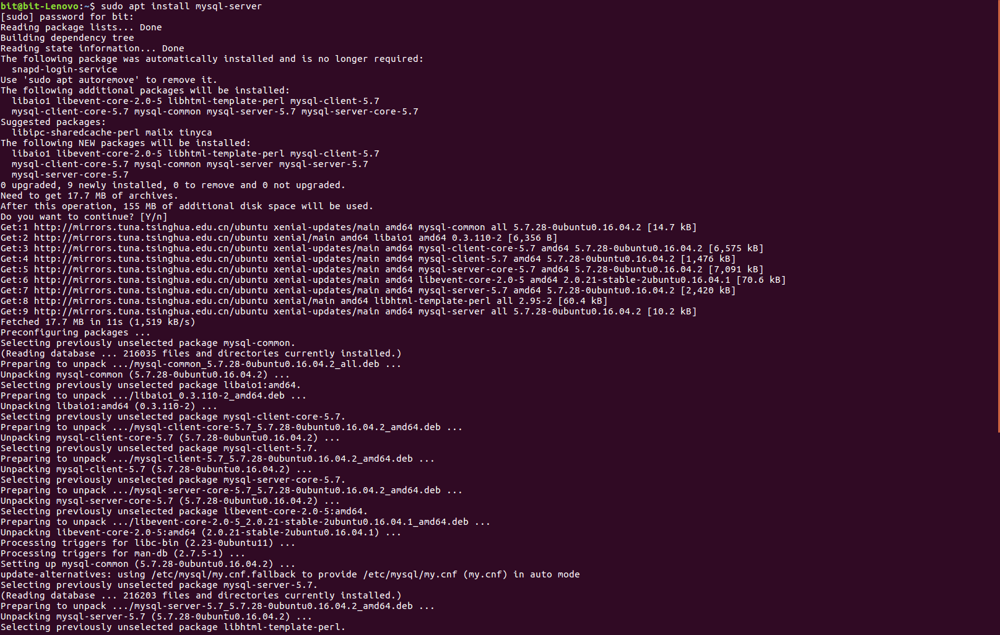 bit@bit-Lenovo:~$ sudo apt install mysql-server
[sudo] password for bit:
Reading package lists... Done
Building dependency tree
Reading state information... Done
The following package was automatically installed and is no longer required:
  snapd-login-service
Use 'sudo apt autoremove' to remove it.
The following additional packages will be installed:
  libaio1 libevent-core-2.0-5 libhtml-template-perl mysql-client-5.7
  mysql-client-core-5.7 mysql-common mysql-server-5.7 mysql-server-core-5.7
Suggested packages:
  libipc-sharedcache-perl mailx tinyca
The following NEW packages will be installed:
  libaio1 libevent-core-2.0-5 libhtml-template-perl mysql-client-5.7
  mysql-client-core-5.7 mysql-common mysql-server mysql-server-5.7
  mysql-server-core-5.7
0 upgraded, 9 newly installed, 0 to remove and 0 not upgraded.
Need to get 17.7 MB of archives.
After this operation, 155 MB of additional disk space will be used.
Do you want to continue? [Y/n]
Get:1 http://mirrors.tuna.tsinghua.edu.cn/ubuntu xenial-updates/main amd64 mysql-common all 5.7.28-0ubuntu0.16.04.2 [14.7 kB]
Get:2 http://mirrors.tuna.tsinghua.edu.cn/ubuntu xenial/main amd64 libaio1 amd64 0.3.110-2 [6,356 B]
Get:3 http://mirrors.tuna.tsinghua.edu.cn/ubuntu xenial-updates/main amd64 mysql-client-core-5.7 amd64 5.7.28-0ubuntu0.16.04.2 [6,575 kB]
Get:4 http://mirrors.tuna.tsinghua.edu.cn/ubuntu xenial-updates/main amd64 mysql-client-5.7 amd64 5.7.28-0ubuntu0.16.04.2 [1,476 kB]
Get:5 http://mirrors.tuna.tsinghua.edu.cn/ubuntu xenial-updates/main amd64 mysql-server-core-5.7 amd64 5.7.28-0ubuntu0.16.04.2 [7,091 kB]
Get:6 http://mirrors.tuna.tsinghua.edu.cn/ubuntu xenial-updates/main amd64 libevent-core-2.0-5 amd64 2.0.21-stable-2ubuntu0.16.04.1 [70.6 kB]
Get:7 http://mirrors.tuna.tsinghua.edu.cn/ubuntu xenial-updates/main amd64 mysql-server-5.7 amd64 5.7.28-0ubuntu0.16.04.2 [2,420 kB]
Get:8 http://mirrors.tuna.tsinghua.edu.cn/ubuntu xenial/main amd64 libhtml-template-perl all 2.95-2 [60.4 kB]
Get:9 http://mirrors.tuna.tsinghua.edu.cn/ubuntu xenial-updates/main amd64 mysql-server all 5.7.28-0ubuntu0.16.04.2 [10.2 kB]
Fetched 17.7 MB in 11s (1,519 kB/s)
Preconfiguring packages ...
Selecting previously unselected package mysql-common.
(Reading database ... 216035 files and directories currently installed.)
Preparing to unpack .../mysql-common_5.7.28-0ubuntu0.16.04.2_all.deb ...
Unpacking mysql-common (5.7.28-0ubuntu0.16.04.2) ...
Selecting previously unselected package libaio1:amd64.
Preparing to unpack .../libaio1_0.3.110-2_amd64.deb ...
Unpacking libaio1:amd64 (0.3.110-2) ...
Selecting previously unselected package mysql-client-core-5.7.
Preparing to unpack .../mysql-client-core-5.7_5.7.28-0ubuntu0.16.04.2_amd64.deb ...
Unpacking mysql-client-core-5.7 (5.7.28-0ubuntu0.16.04.2) ...
Selecting previously unselected package mysql-client-5.7.
Preparing to unpack .../mysql-client-5.7_5.7.28-0ubuntu0.16.04.2_amd64.deb ...
Unpacking mysql-client-5.7 (5.7.28-0ubuntu0.16.04.2) ...
Selecting previously unselected package mysql-server-core-5.7.
Preparing to unpack .../mysql-server-core-5.7_5.7.28-0ubuntu0.16.04.2_amd64.deb ...
Unpacking mysql-server-core-5.7 (5.7.28-0ubuntu0.16.04.2) ...
Selecting previously unselected package libevent-core-2.0-5:amd64.
Preparing to unpack .../libevent-core-2.0-5_2.0.21-stable-2ubuntu0.16.04.1_amd64.deb ...
Unpacking libevent-core-2.0-5:amd64 (2.0.21-stable-2ubuntu0.16.04.1) ...
Processing triggers for libc-bin (2.23-0ubuntu11) ...
Processing triggers for man-db (2.7.5-1) ...
Setting up mysql-common (5.7.28-0ubuntu0.16.04.2) ...
update-alternatives: using /etc/mysql/my.cnf.fallback to provide /etc/mysql/my.cnf (my.cnf) in auto mode
Selecting previously unselected package mysql-server-5.7.
(Reading database ... 216203 files and directories currently installed.)
Preparing to unpack .../mysql-server-5.7_5.7.28-0ubuntu0.16.04.2_amd64.deb ...
Unpacking mysql-server-5.7 (5.7.28-0ubuntu0.16.04.2) ...
Selecting previously unselected package libhtml-template-perl.